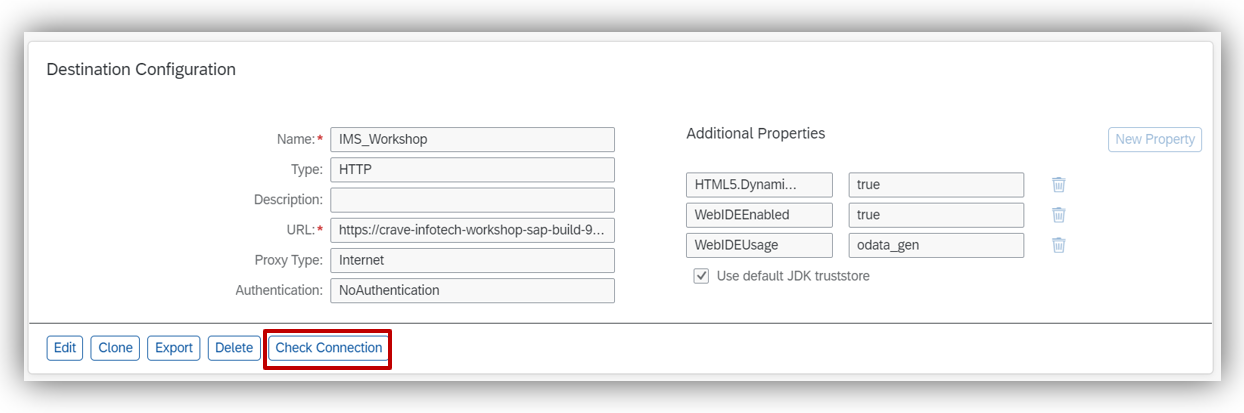 Destination Configuration
Name:* IMS_Workshop
Type: HTTP
Description:
URL:* https://crave-infotech-workshop-sap-build-9...
Proxy Type: Internet
Authentication: NoAuthentication
Additional Properties
New Property
HTML5.Dynami... true
WebIDEEnabled true
WebIDEUsage odata_gen
Use default JDK truststore
Edit Clone Export Delete Check Connection